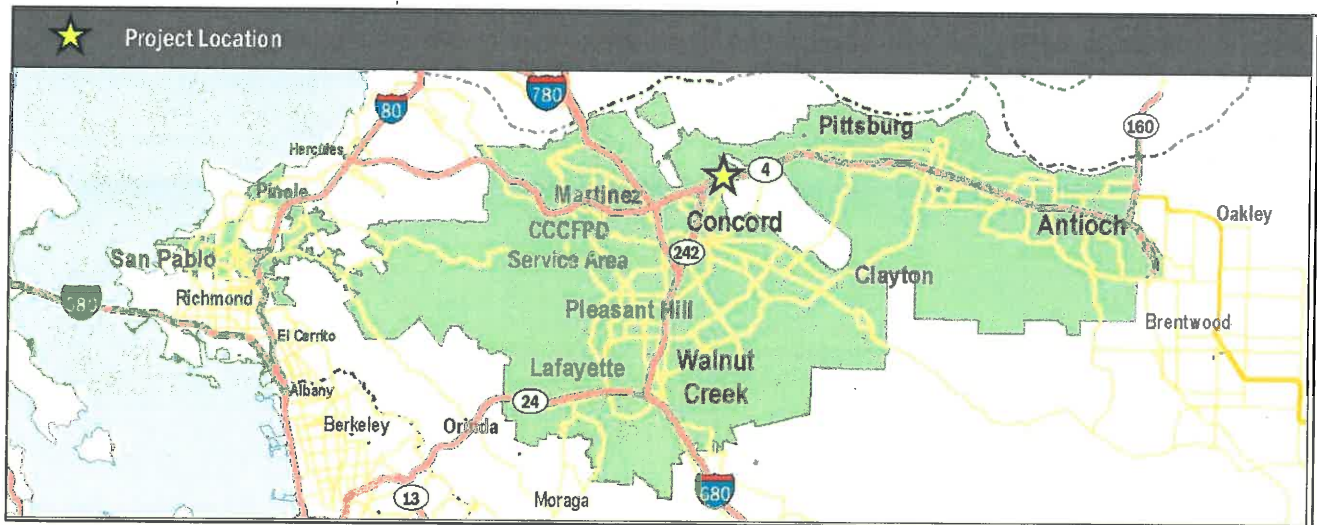 Project Location
80
780
160
Pittsburg
Hercules
4
Pinole
Martinez
Oakley
Concord
Antioch
CCCFPD
Service Area
242
San Pablo
Clayton
680
Richmond
Pleasant Hill
Brentwood
El Cerrito
Lafayette
Walnut
Creek
Albany
24
Berkeley
Orinda
680
13
Moraga